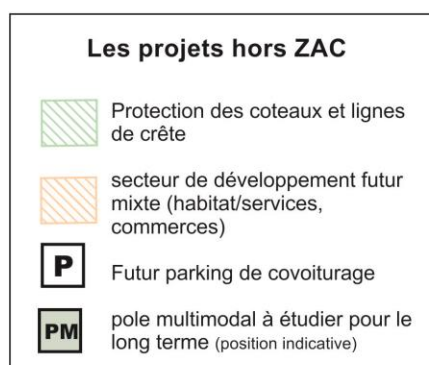 Les projets hors ZAC
Protection des coteaux et lignes
de crête
secteur de développement futur
mixte (habitat/services,
commerces)
P
Futur parking de covoiturage
PM
pole multimodal à étudier pour le
long terme (position indicative)